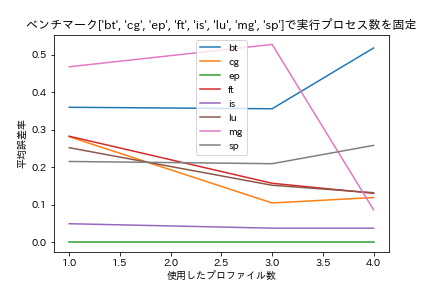 ベンチマーク['bt', 'cg', 'ep', 'ft', 'is', 'lu', 'mg', 'sp']で実行プロセス数を固定
平均誤差率
0.5
0.4
0.3
0.2
0.1
0.0
bt
cg
ep
ft
is
lu
mg
sp
1.0 1.5 2.0 2.5 3.0 3.5 4.0
使用したプロファイル数